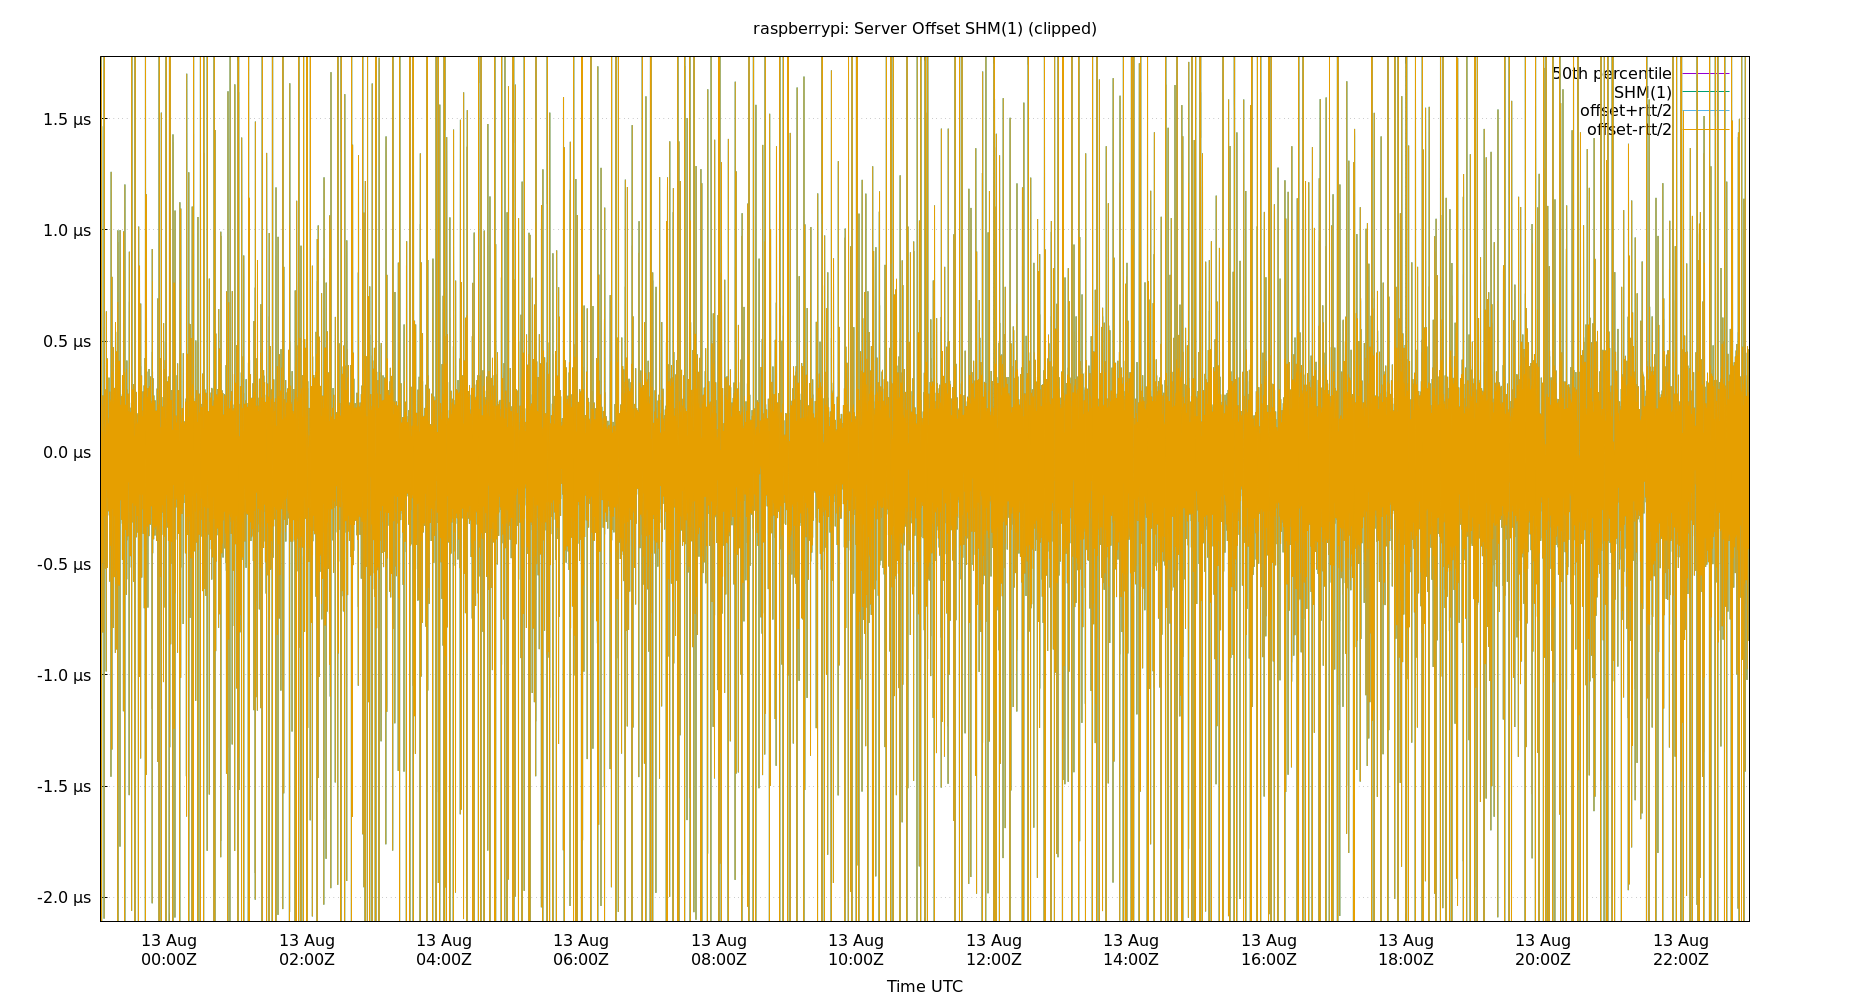 raspberrypi: Server Offset SHM(1) (clipped)
50th percentile
SHM(1)
offset+rtt/2
offset-rtt/2
1.5 µs
1.0 µs
0.5 µs
0.0 µs
-0.5 µs
-1.0 µs
-1.5 µs
-2.0 µs
13 Aug 13 Aug 13 Aug 13 Aug 13 Aug 13 Aug 13 Aug 13 Aug 13 Aug 13 Aug 13 Aug 13 Aug
00:00Z 02:00Z 04:00Z 06:00Z 08:00Z 10:00Z 12:00Z 14:00Z 16:00Z 18:00Z 20:00Z 22:00Z
Time UTC